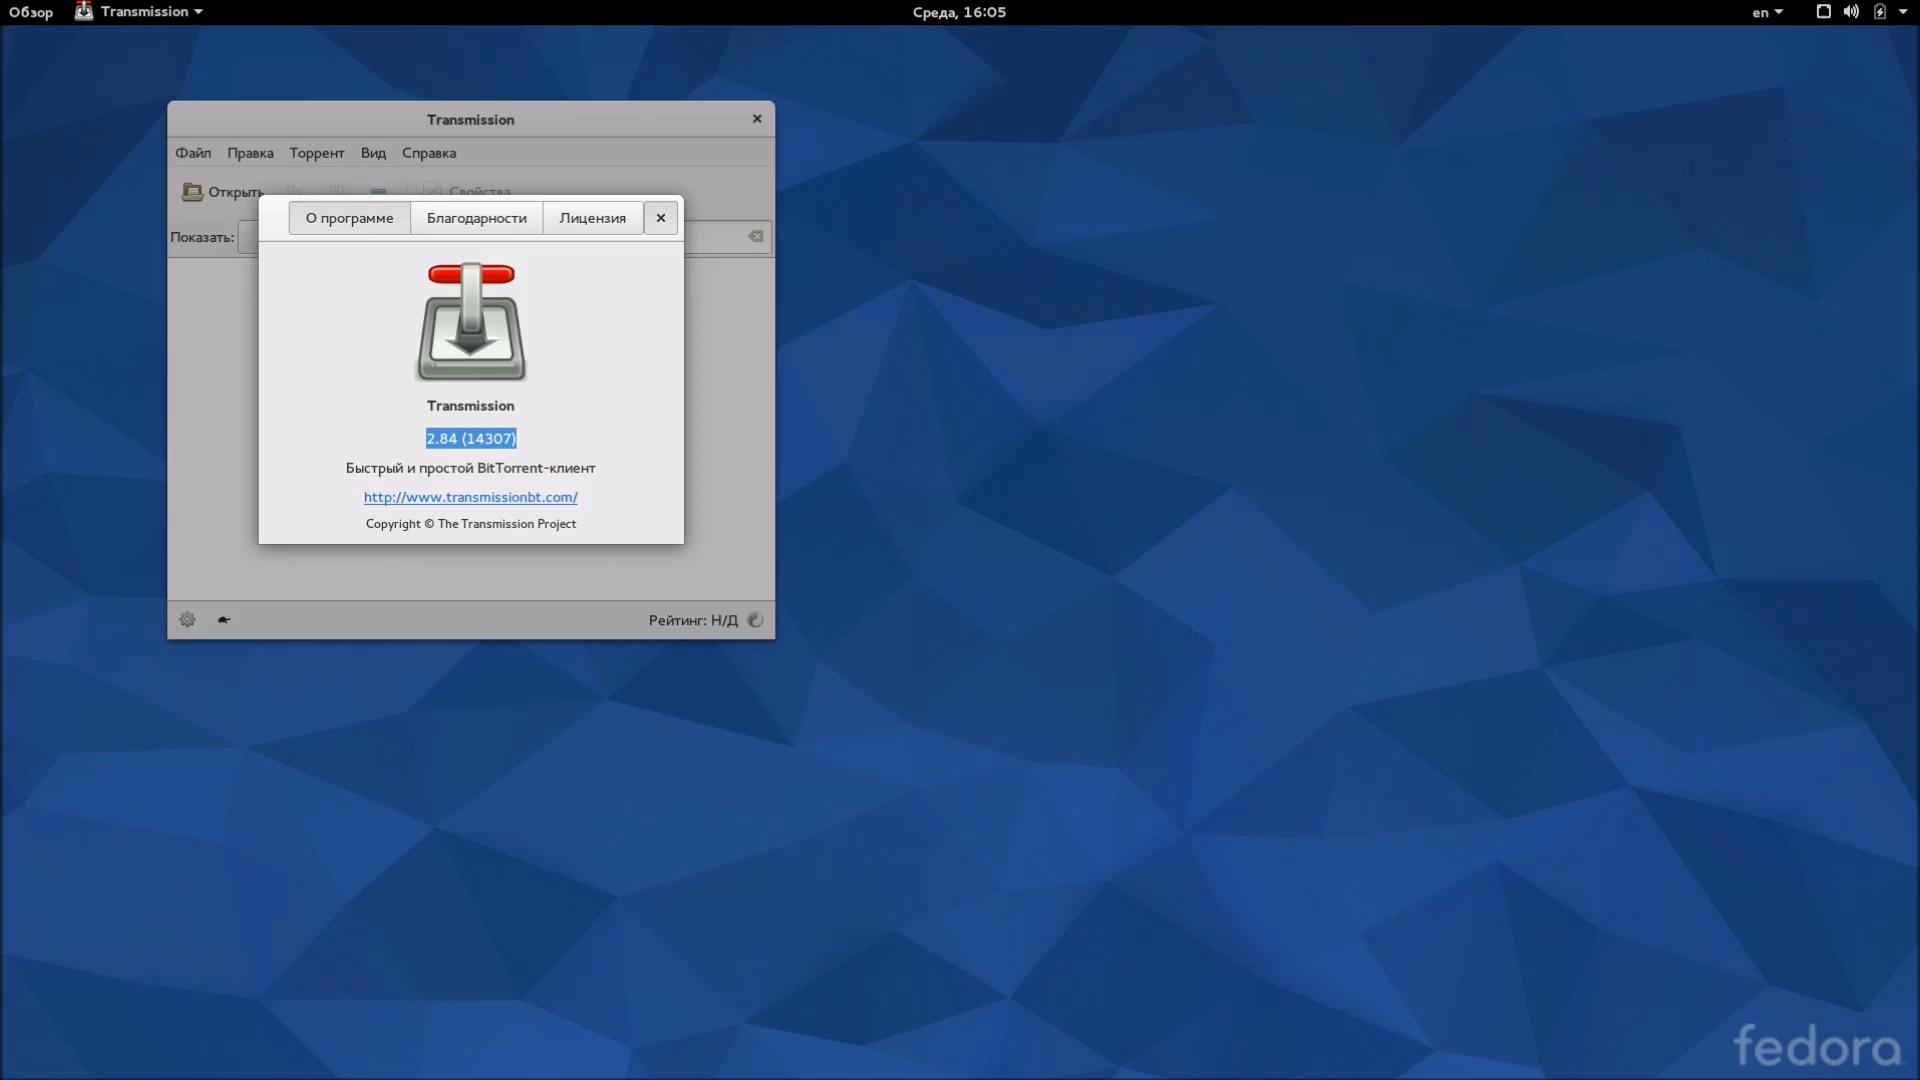 Обзор Transmission Среда, 16:05 en
Transmission
Файл Правка Торрент Вид Справка
Открыть Свойства
О программе Благодарности Лицензия
Показать:
Transmission
2.84 (14307)
Быстрый и простой BitTorrent-клиент
http://www.transmissionbt.com/
Copyright © The Transmission Project
Рейтинг: Н/Д
fedora